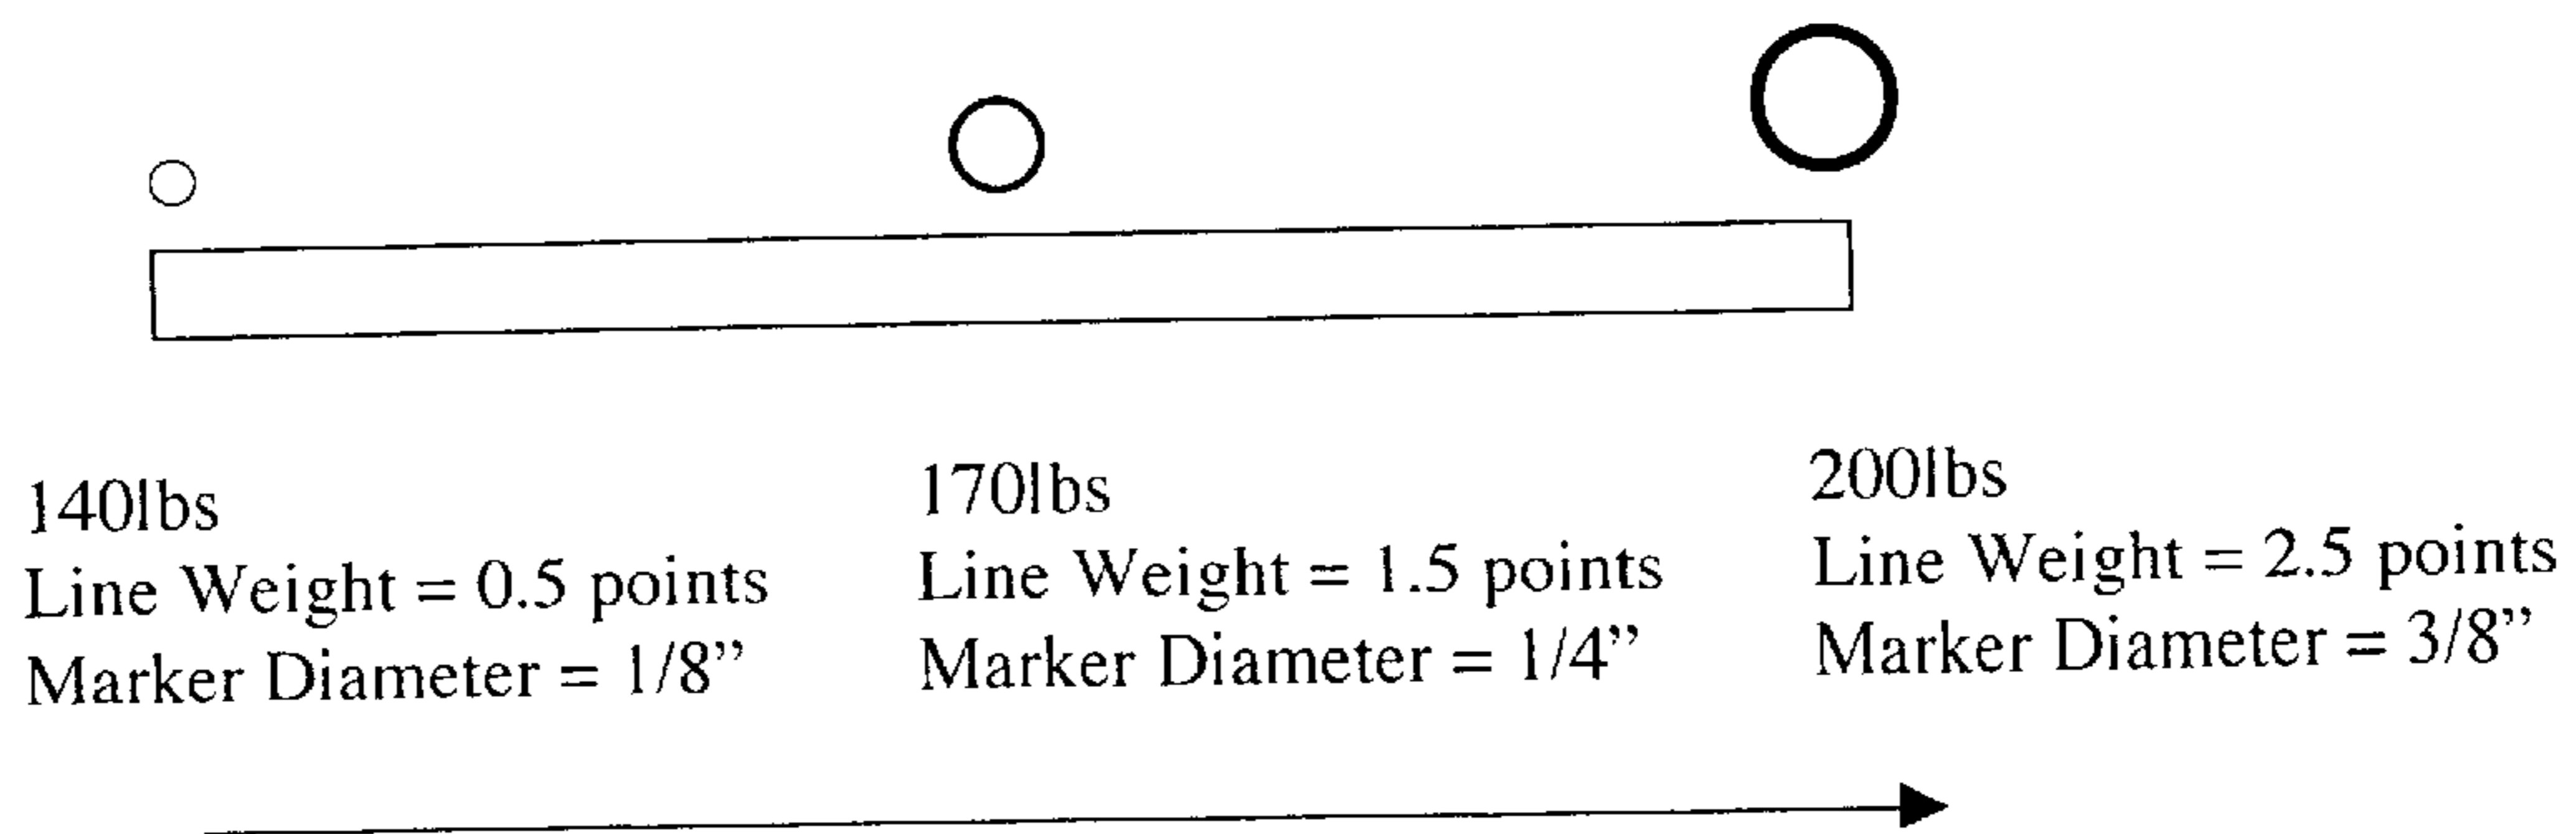 140lbs
Line Weight = 0.5 points
Marker Diameter = 1/8”
170lbs
Line Weight = 1.5 points
Marker Diameter = 1/4”
200lbs
Line Weight = 2.5 points
Marker Diameter = 3/8”